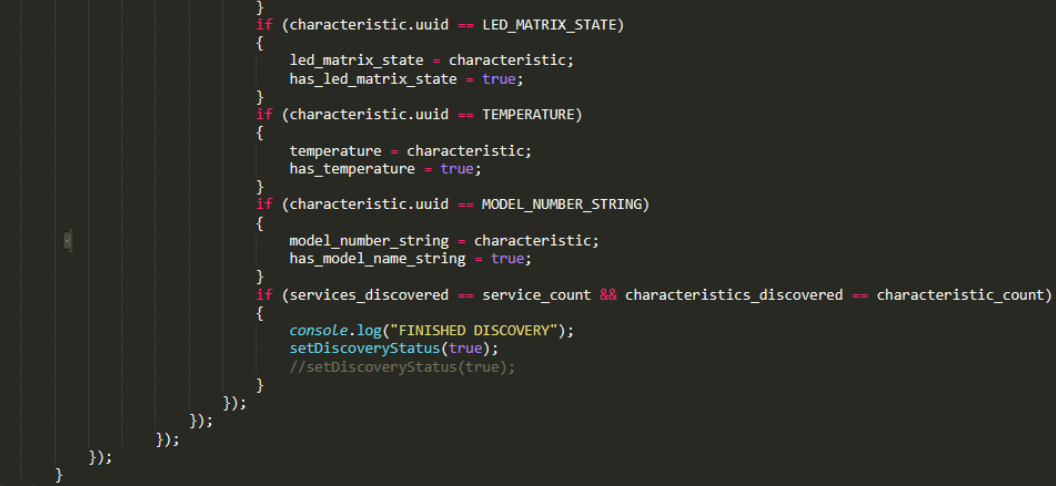 }
if (characteristic.uuid == LED_MATRIX_STATE)
{
led_matrix_state = characteristic;
has_led_matrix_state = true;
}
if (characteristic.uuid == TEMPERATURE)
{
temperature = characteristic;
has_temperature = true;
}
if (characteristic.uuid == MODEL_NUMBER_STRING)
{
model_number_string = characteristic;
has_model_name_string = true;
}
if (services_discovered == service_count && characteristics_discovered == characteristic_count)
{
console.log("FINISHED DISCOVERY");
setDiscoveryStatus(true);
//setDiscoveryStatus(true);
}
});
});
});
});
}